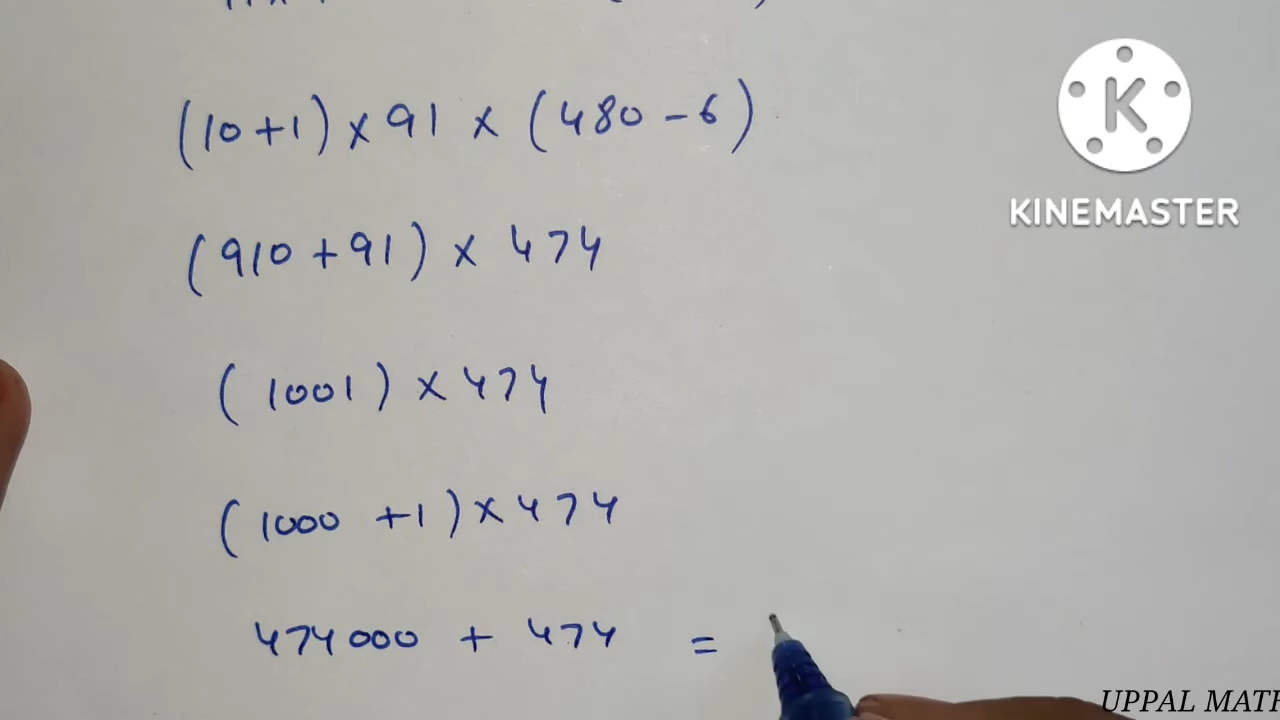 (10+1) x 91 x (480-6)
KINEMASTER
(910 + 91) x 474
(1001) x 474
(1000 +1) x 474
474000 + 474 =
UPPAL MATH